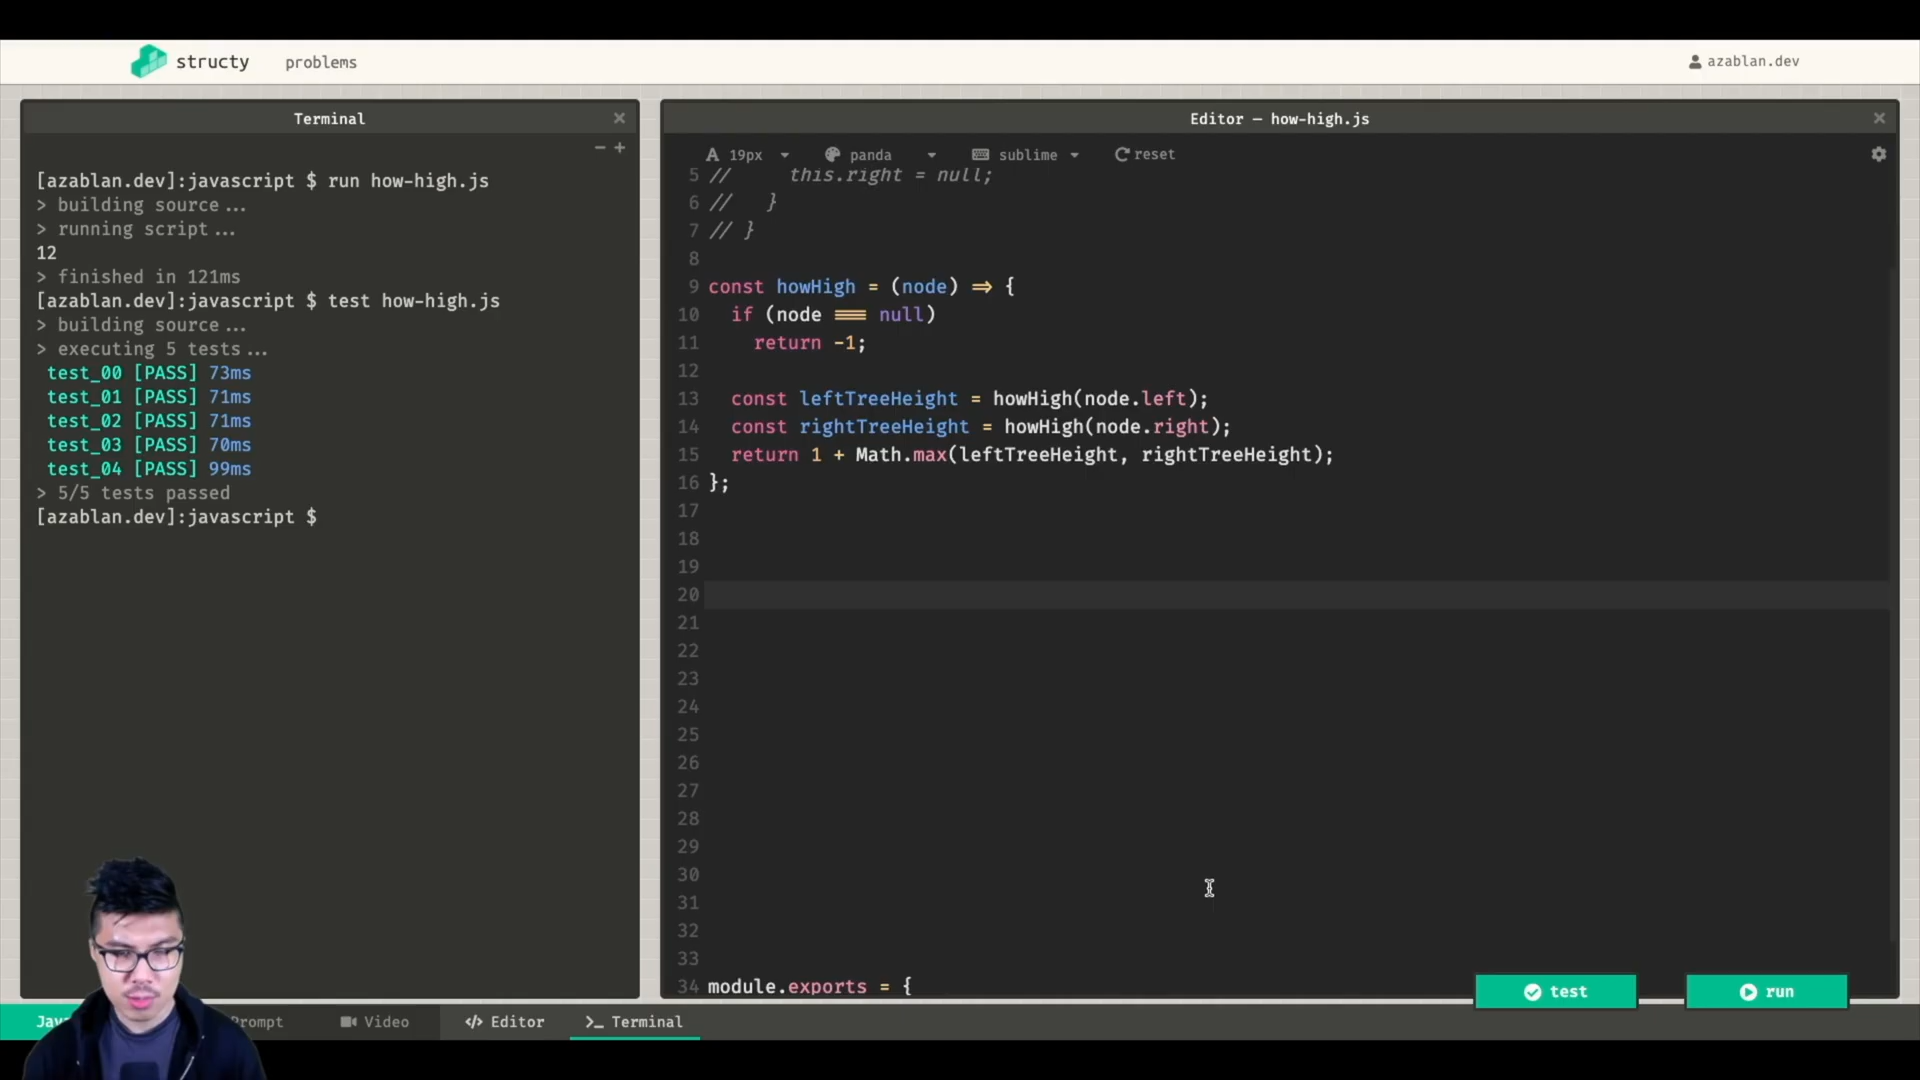 structy
problems
azablan.dev
Terminal
[azablan.dev]:javascript $ run how-high.js
> building source...
> running script...
12
> finished in 121ms
[azablan.dev]:javascript $ test how-high.js
> building source...
> executing 5 tests...
test_00 [PASS] 73ms
test_01 [PASS] 71ms
test_02 [PASS] 71ms
test_03 [PASS] 70ms
test_04 [PASS] 99ms
> 5/5 tests passed
[azablan.dev]:javascript $
Editor – how-high.js
19px panda sublime reset
5 //     this.right = null;
6 //   }
7 // }
8
9 const howHigh = (node) => {
10   if (node === null)
11     return -1;
12
13   const leftTreeHeight = howHigh(node.left);
14   const rightTreeHeight = howHigh(node.right);
15   return 1 + Math.max(leftTreeHeight, rightTreeHeight);
16 };
17
18
19
20
21
22
23
24
25
26
27
28
29
30
31
32
33
34 module.exports = {
test
run
Video
Editor
Terminal